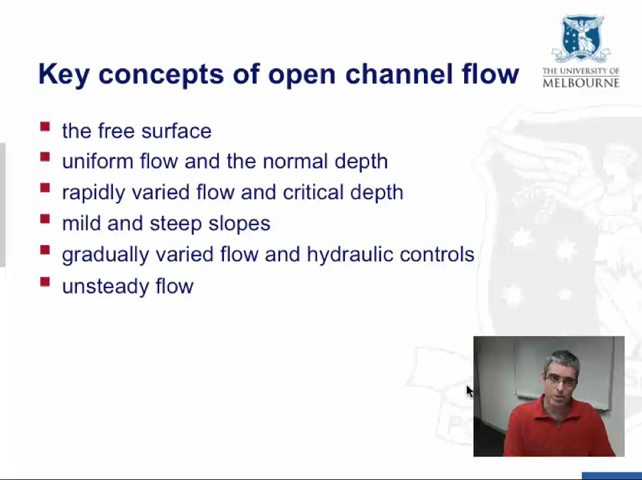 Key concepts of open channel flow
THE UNIVERSITY OF
MELBOURNE
the free surface
uniform flow and the normal depth
rapidly varied flow and critical depth
mild and steep slopes
gradually varied flow and hydraulic controls
unsteady flow